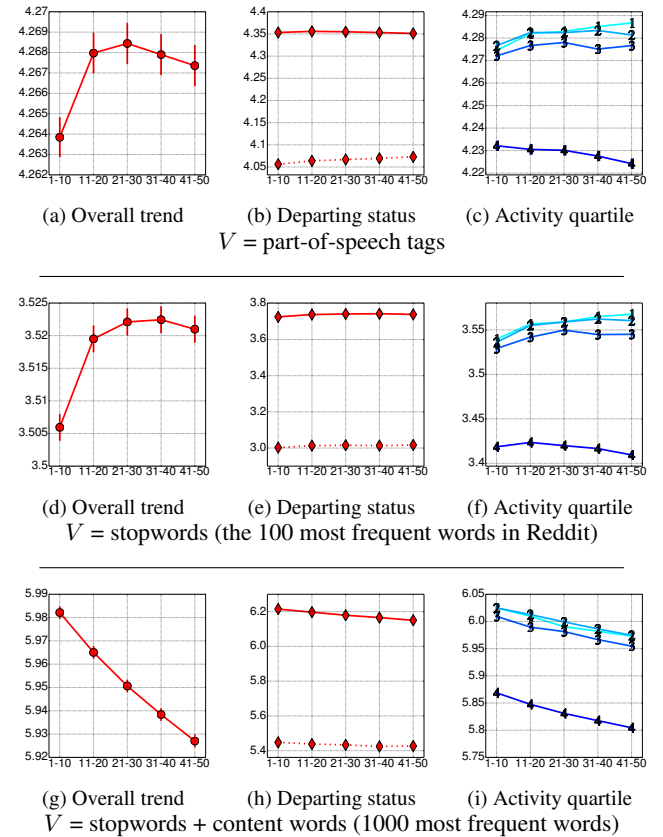 4.27
4.269
4.268
4.267
4.266
4.265
4.264
4.263
4.262
1-10 11-20 21-30 31-40 41-50
(a) Overall trend
4.4
4.35
4.3
4.25
4.2
4.15
4.1
4.05
1-10 11-20 21-30 31-40 41-50
(b) Departing status
4.29
4.28
4.27
4.26
4.25
4.24
4.23
4.22
1-10 11-20 21-30 31-40 41-50
(c) Activity quartile
V = part-of-speech tags
3.525
3.52
3.515
3.51
3.505
3.5
1-10 11-20 21-30 31-40 41-50
(d) Overall trend
3.8
3.6
3.4
3.2
3.0
1-10 11-20 21-30 31-40 41-50
(e) Departing status
3.55
3.5
3.45
3.4
1-10 11-20 21-30 31-40 41-50
(f) Activity quartile
V = stopwords (the 100 most frequent words in Reddit)
5.99
5.98
5.97
5.96
5.95
5.94
5.93
5.92
1-10 11-20 21-30 31-40 41-50
(g) Overall trend
6.2
6.0
5.8
5.6
5.4
1-10 11-20 21-30 31-40 41-50
(h) Departing status
6.05
6.0
5.95
5.9
5.85
5.8
5.75
1-10 11-20 21-30 31-40 41-50
(i) Activity quartile
V = stopwords + content words (1000 most frequent words)